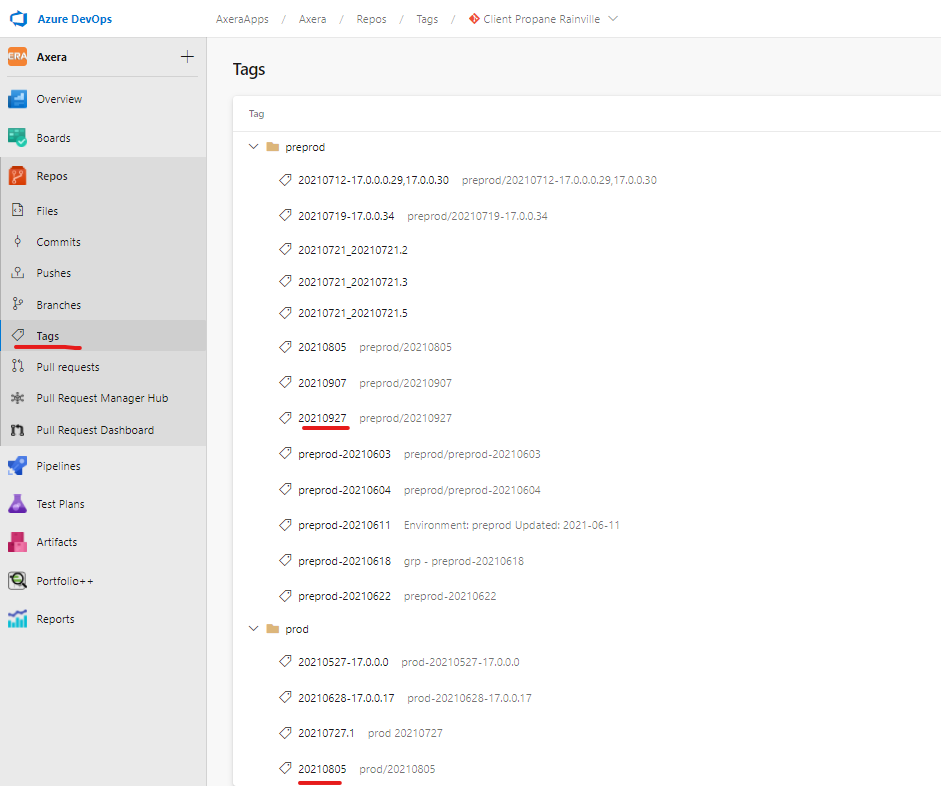 Azure DevOps
AxeraApps / Axera / Repos / Tags / Client Propane Rainville
ERA Axera
Overview
Boards
Repos
Files
Commits
Pushes
Branches
Tags
Pull requests
Pull Request Manager Hub
Pull Request Dashboard
Pipelines
Test Plans
Artifacts
Portfolio++
Reports
Tags
Tag
preprod
20210712-17.0.0.0.29,17.0.0.30 preprod/20210712-17.0.0.0.29,17.0.0.30
20210719-17.0.0.34 preprod/20210719-17.0.0.34
20210721_20210721.2
20210721_20210721.3
20210721_20210721.5
20210805 preprod/20210805
20210907 preprod/20210907
20210927 preprod/20210927
preprod-20210603 preprod/preprod-20210603
preprod-20210604 preprod/preprod-20210604
preprod-20210611 Environment: preprod Updated: 2021-06-11
preprod-20210618 grp - preprod-20210618
preprod-20210622 preprod-20210622
prod
20210527-17.0.0.0 prod-20210527-17.0.0.0
20210628-17.0.0.17 prod-20210628-17.0.0.17
20210727.1 prod 20210727
20210805 prod/20210805